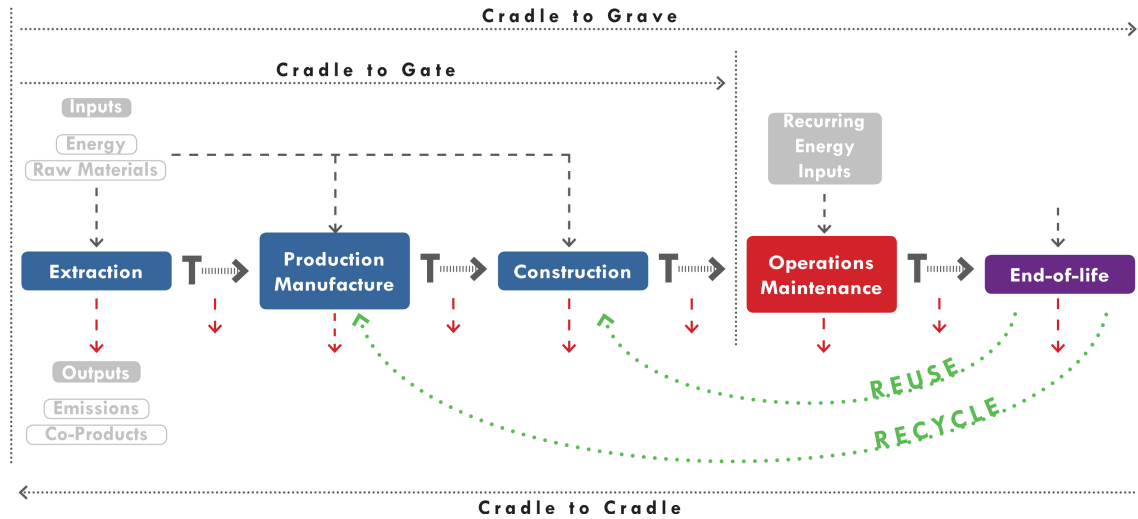 Cradle to Grave
Cradle to Gate
Inputs
Energy
Raw Materials
Recurring
Energy
Inputs
Extraction
T
Production
Manufacture
T
Construction
T
Operations
Maintenance
T
End-of-life
Outputs
Emissions
Co-Products
REUSE
RECYCLE
Cradle to Cradle